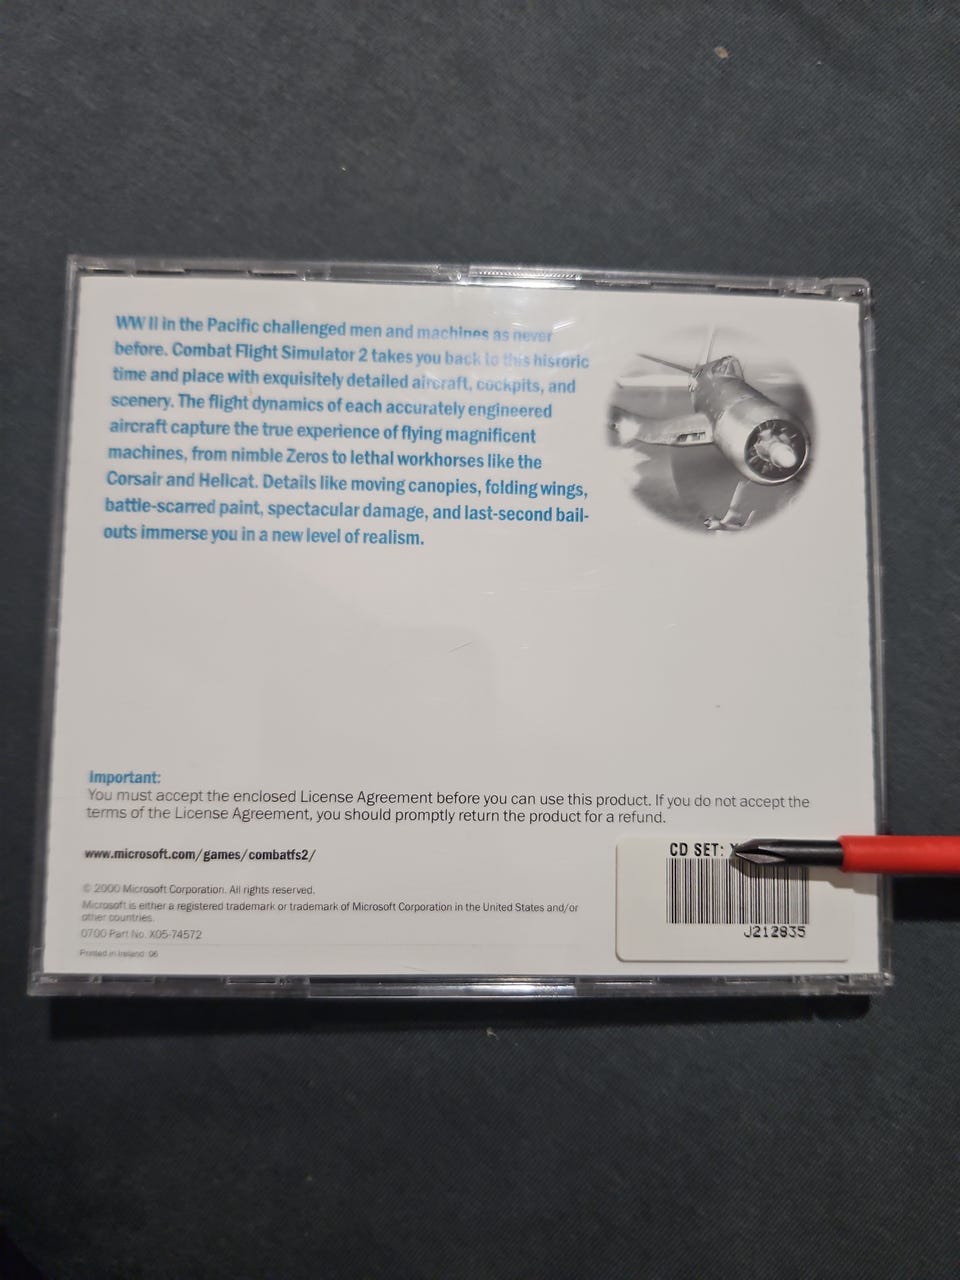 WW II in the Pacific challenged men and machines as never
before. Combat Flight Simulator 2 takes you back to this historic
time and place with exquisitely detailed aircraft, cockpits, and
scenery. The flight dynamics of each accurately engineered
aircraft capture the true experience of flying magnificent
machines, from nimble Zeros to lethal workhorses like the
Corsair and Hellcat. Details like moving canopies, folding wings,
battle-scarred paint, spectacular damage, and last-second bail-
outs immerse you in a new level of realism.
Important:
You must accept the enclosed License Agreement before you can use this product. If you do not accept the
terms of the License Agreement, you should promptly return the product for a refund.
www.microsoft.com/games/combatfs2/
CD SET:
© 2000 Microsoft Corporation. All rights reserved.
Microsoft is either a registered trademark or trademark of Microsoft Corporation in the United States and/or
other countries.
0700 Part No. X05-74572
J212835
Printed in Ireland 06